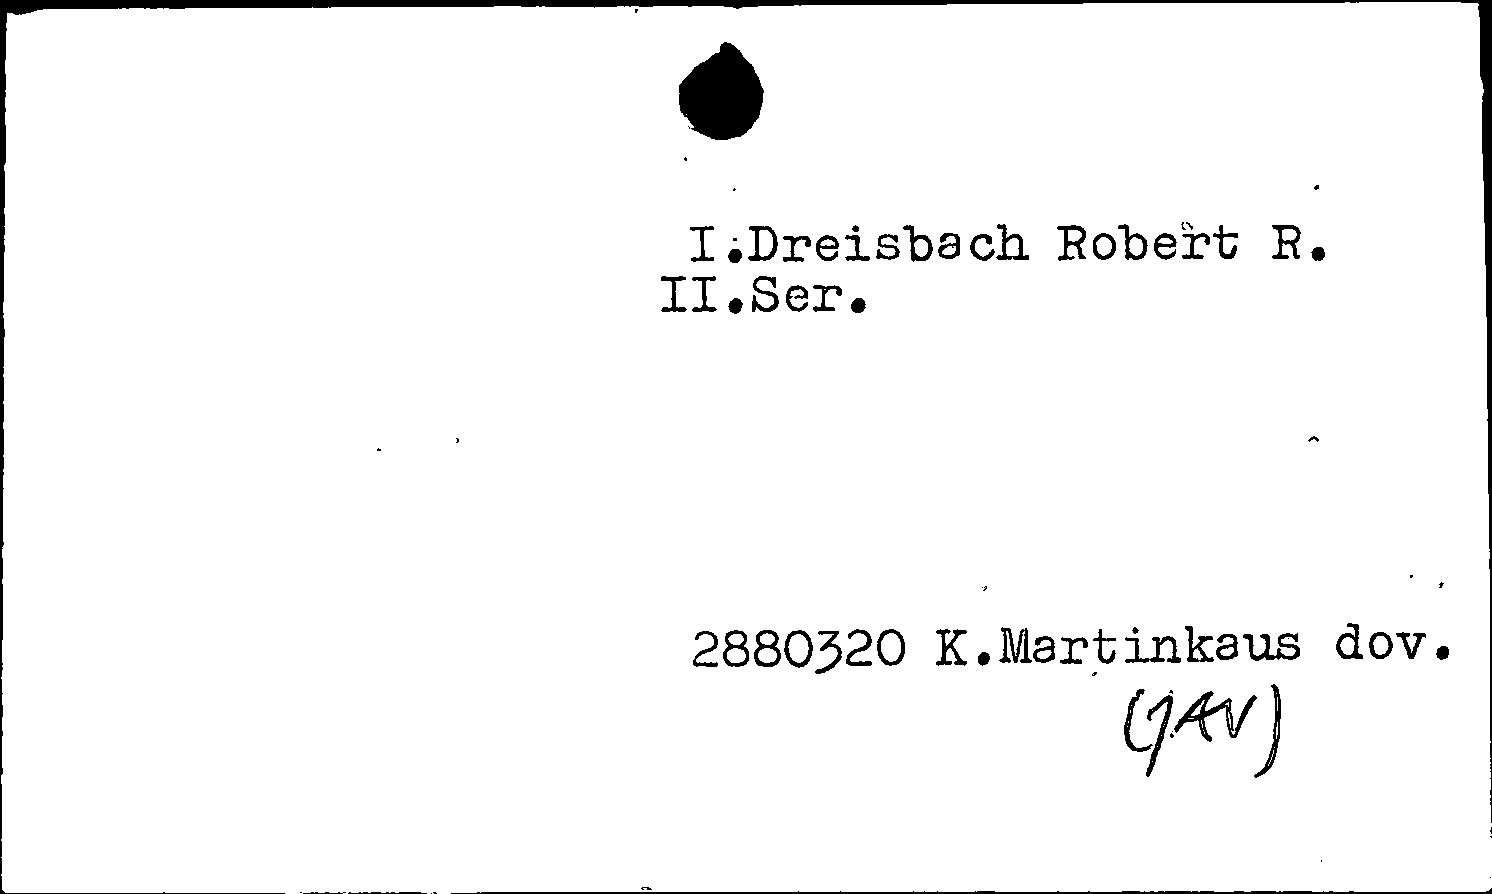 I.Dreisbach Robert R.
II.Ser.
2880320 K.Martinkaus dov.
(JAV)